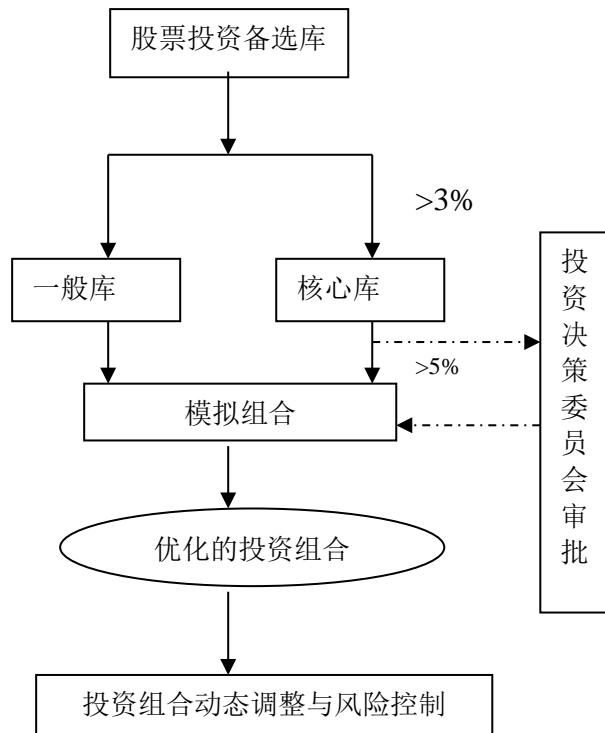 股票投资备选库
>3%
一般库
核心库
投资决策委员会审批
>5%
模拟组合
优化的投资组合
投资组合动态调整与风险控制